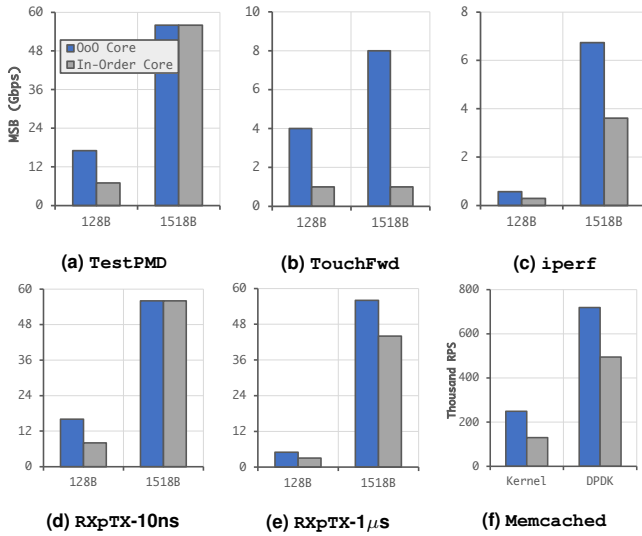 MSB (Gbps)
60
48
36
24
12
0
OoO Core
In-Order Core
128B
1518B
(a) TestPMD
10
8
6
4
2
0
128B
1518B
(b) TouchFwd
8
6
4
2
0
128B
1518B
(c) iperf
60
48
36
24
12
0
128B
1518B
(d) RXpTX-10ns
60
48
36
24
12
0
128B
1518B
(e) RXpTX-1μs
Thousand RPS
800
600
400
200
0
Kernel
DPDK
(f) Memcached